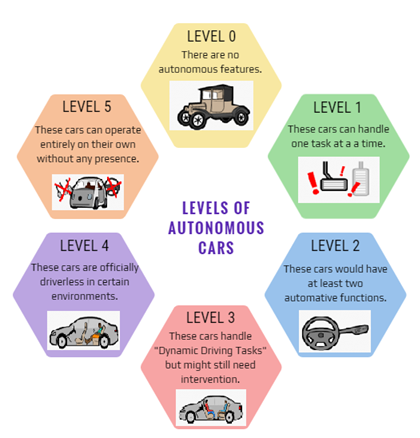 LEVEL 0
There are no
autonomous features.
LEVEL 1
These cars can handle
one task at a a time.
LEVEL 2
These cars would have
at least two
automative functions.
LEVEL 3
These cars handle
"Dynamic Driving Tasks"
but might still need
intervention.
LEVEL 4
These cars are officially
driverless in certain
environments.
LEVEL 5
These cars can operate
entirely on their own
without any presence.
LEVELS OF
AUTONOMOUS
CARS